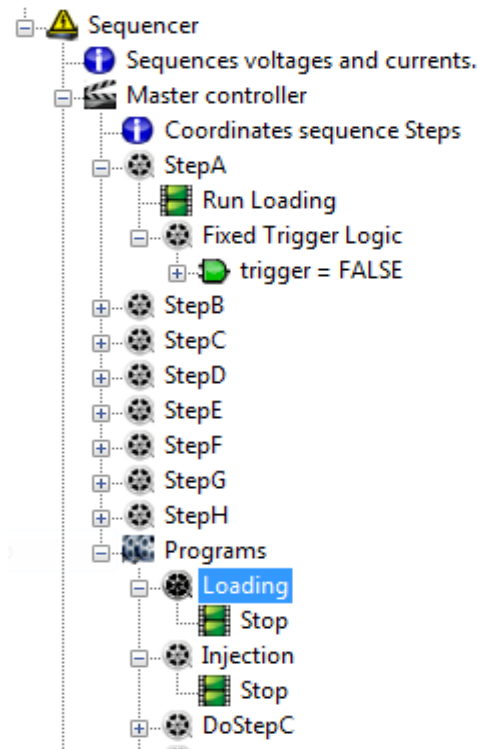 Sequencer
Sequences voltages and currents.
Master controller
Coordinates sequence Steps
StepA
Run Loading
Fixed Trigger Logic
trigger = FALSE
StepB
StepC
StepD
StepE
StepF
StepG
StepH
Programs
Loading
Stop
Injection
Stop
DoStepC